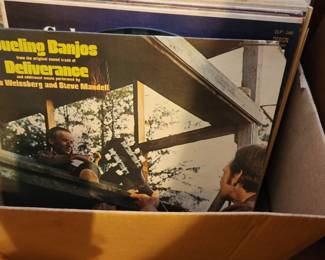 ueling Banjos
from the original sound track of
Deliverance
and additional music performed by
Weissberg and Steve Mandell